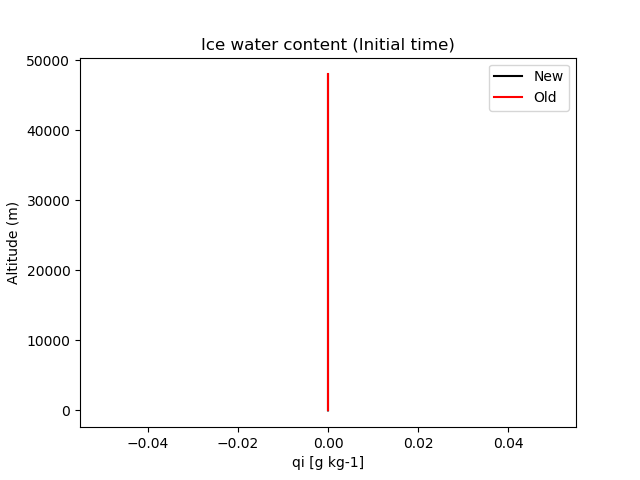 Ice water content (Initial time)
New
Old
50000
40000
30000
20000
10000
0
Altitude (m)
−0.04 −0.02 0.00 0.02 0.04
qi [g kg-1]